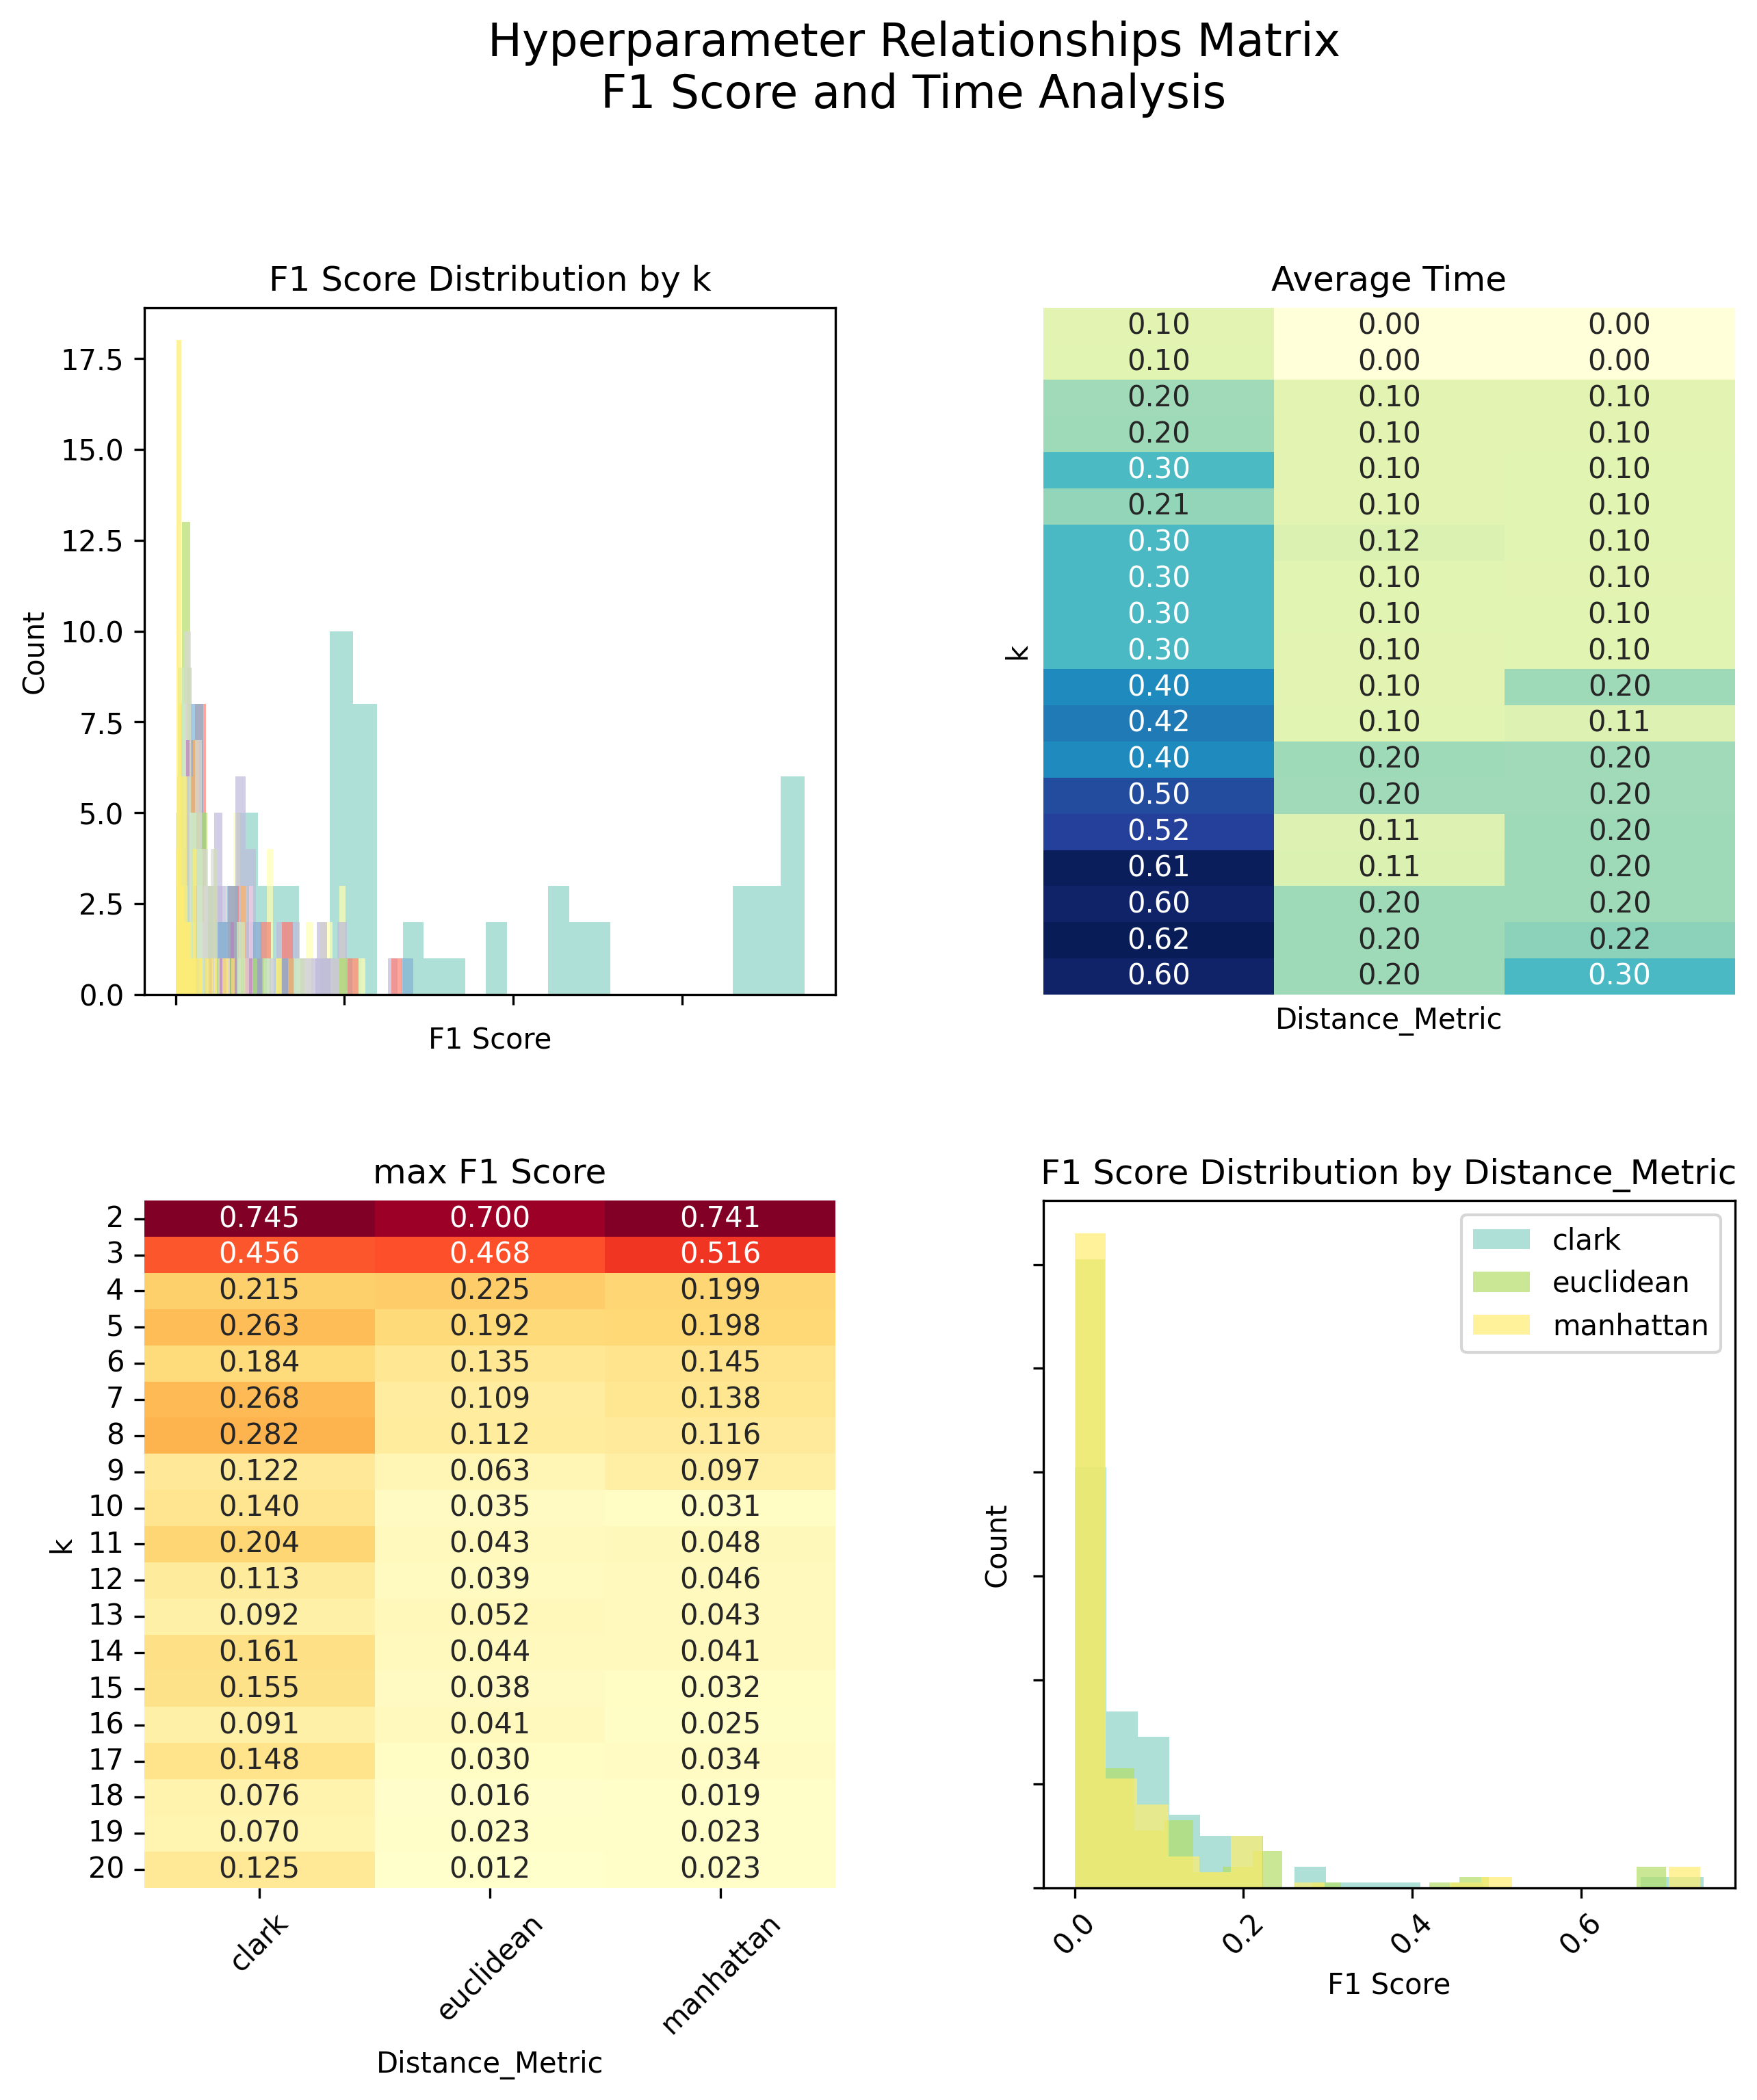 Hyperparameter Relationships Matrix
F1 Score and Time Analysis
F1 Score Distribution by k
17.5
15.0
12.5
10.0
7.5
5.0
2.5
0.0
Count
F1 Score
Average Time
0.10 0.00 0.00
0.10 0.00 0.00
0.20 0.10 0.10
0.20 0.10 0.10
0.30 0.10 0.10
0.21 0.10 0.10
0.30 0.12 0.10
0.30 0.10 0.10
0.30 0.10 0.10
0.30 0.10 0.10
0.40 0.10 0.20
0.42 0.10 0.11
0.40 0.20 0.20
0.50 0.20 0.20
0.52 0.11 0.20
0.61 0.11 0.20
0.60 0.20 0.20
0.62 0.20 0.22
0.60 0.20 0.30
k
Distance_Metric
max F1 Score
2 0.745 0.700 0.741
3 0.456 0.468 0.516
4 0.215 0.225 0.199
5 0.263 0.192 0.198
6 0.184 0.135 0.145
7 0.268 0.109 0.138
8 0.282 0.112 0.116
9 0.122 0.063 0.097
10 0.140 0.035 0.031
11 0.204 0.043 0.048
12 0.113 0.039 0.046
13 0.092 0.052 0.043
14 0.161 0.044 0.041
15 0.155 0.038 0.032
16 0.091 0.041 0.025
17 0.148 0.030 0.034
18 0.076 0.016 0.019
19 0.070 0.023 0.023
20 0.125 0.012 0.023
k
clark euclidean manhattan
Distance_Metric
F1 Score Distribution by Distance_Metric
clark
euclidean
manhattan
Count
0.0 0.2 0.4 0.6
F1 Score